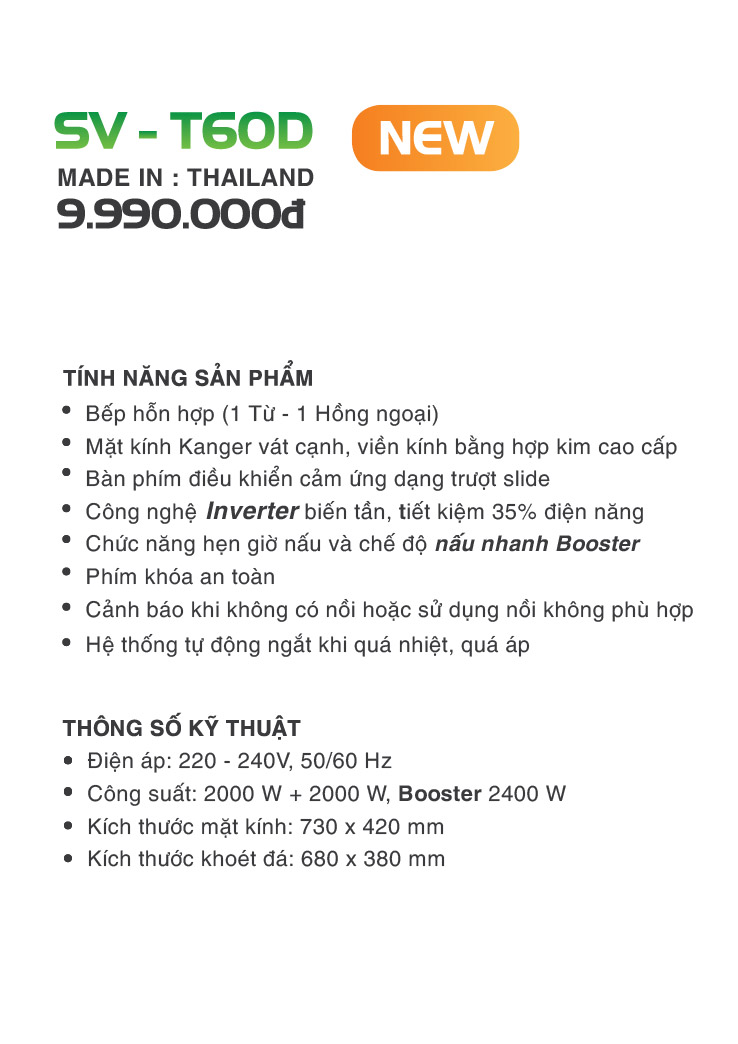 SV - T60D
NEW
MADE IN : THAILAND
9.990.000đ
TÍNH NĂNG SẢN PHẨM
• Bếp hỗn hợp (1 Từ - 1 Hồng ngoại)
• Mặt kính Kanger vát cạnh, viền kính bằng hợp kim cao cấp
• Bàn phím điều khiển cảm ứng dạng trượt slide
• Công nghệ Inverter biến tần, tiết kiệm 35% điện năng
• Chức năng hẹn giờ nấu và chế độ nấu nhanh Booster
• Phím khóa an toàn
• Cảnh báo khi không có nồi hoặc sử dụng nồi không phù hợp
• Hệ thống tự động ngắt khi quá nhiệt, quá áp
THÔNG SỐ KỸ THUẬT
• Điện áp: 220 - 240V, 50/60 Hz
• Công suất: 2000 W + 2000 W, Booster 2400 W
• Kích thước mặt kính: 730 x 420 mm
• Kích thước khoét đá: 680 x 380 mm